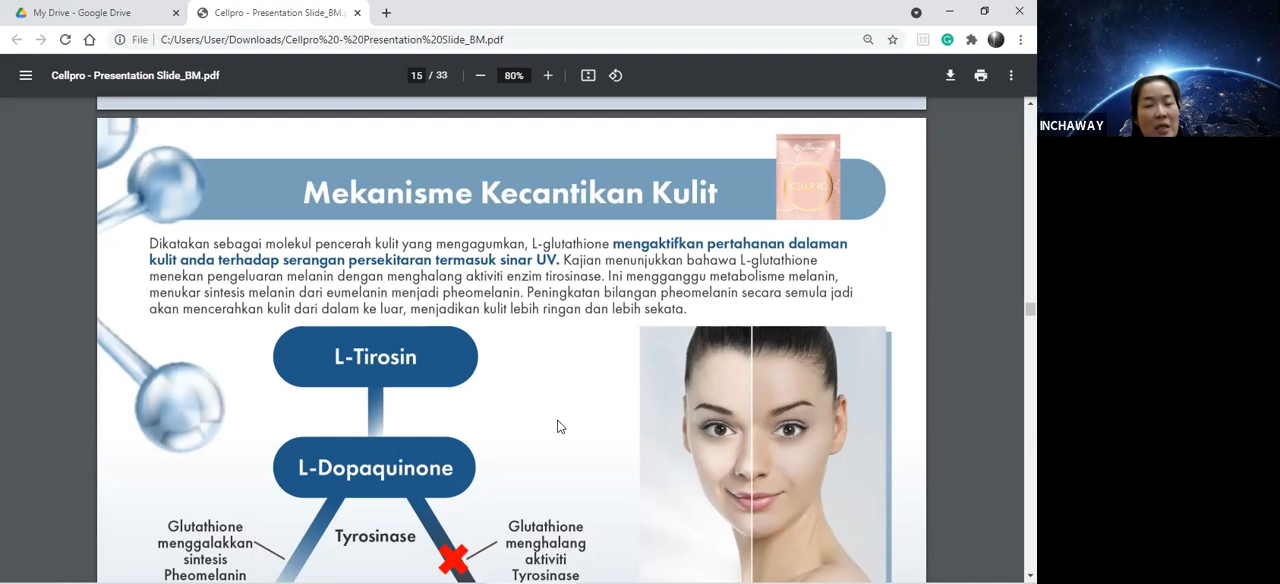 My Drive - Google Drive
Cellpro - Presentation Slide_BM.p
File
C:/Users/User/Downloads/Cellpro%20-%20Presentation%20Slide_BM.pdf
Cellpro - Presentation Slide_BM.pdf
15 / 33
80%
INCHAWAY
Mekanisme Kecantikan Kulit
CELLPRO
Dikatakan sebagai molekul pencerah kulit yang mengagumkan, L-glutathione mengaktifkan pertahanan dalaman
kulit anda terhadap serangan persekitaran termasuk sinar UV. Kajian menunjukkan bahawa L-glutathione
menekan pengeluaran melanin dengan menghalang aktiviti enzim tirosinase. Ini mengganggu metabolisme melanin,
menukar sintesis melanin dari eumelanin menjadi pheomelanin. Peningkatan bilangan pheomelanin secara semula jadi
akan mencerahkan kulit dari dalam ke luar, menjadikan kulit lebih ringan dan lebih sekata.
L-Tirosin
L-Dopaquinone
Glutathione
menggalakkan
sintesis
Pheomelanin
Tyrosinase
Glutathione
menghalang
aktiviti
Tyrosinase